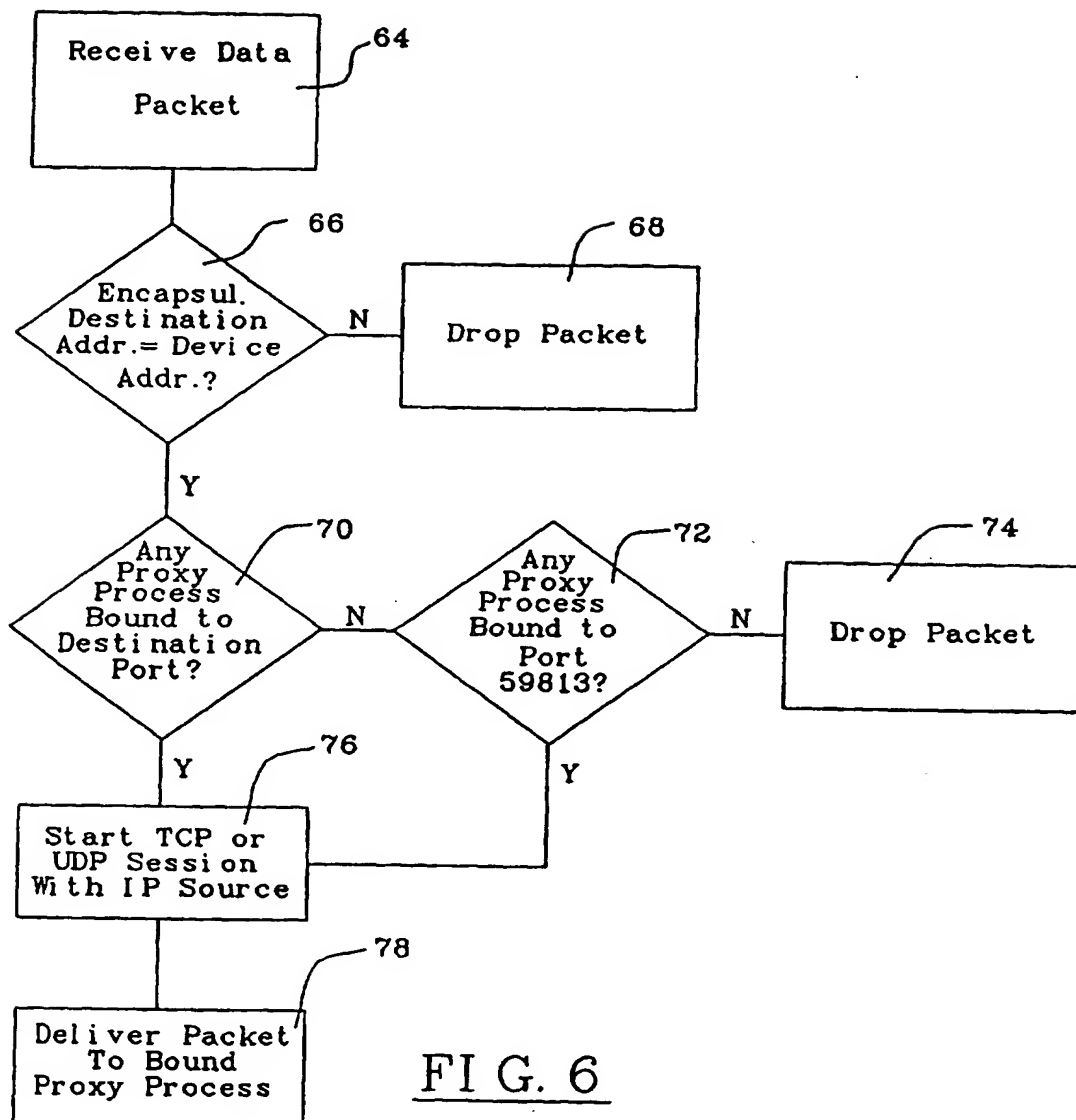 Receive Data
Packet
64
66
Encapsul.
Destination
Addr.= Device
Addr.?
N
68
Drop Packet
Y
70
Any
Proxy
Process
Bound to
Destination
Port?
N
72
Any
Proxy
Process
Bound to
Port
59813?
N
74
Drop Packet
Y
76
Y
Start TCP or
UDP Session
With IP Source
78
Deliver Packet
To Bound
Proxy Process
FIG. 6